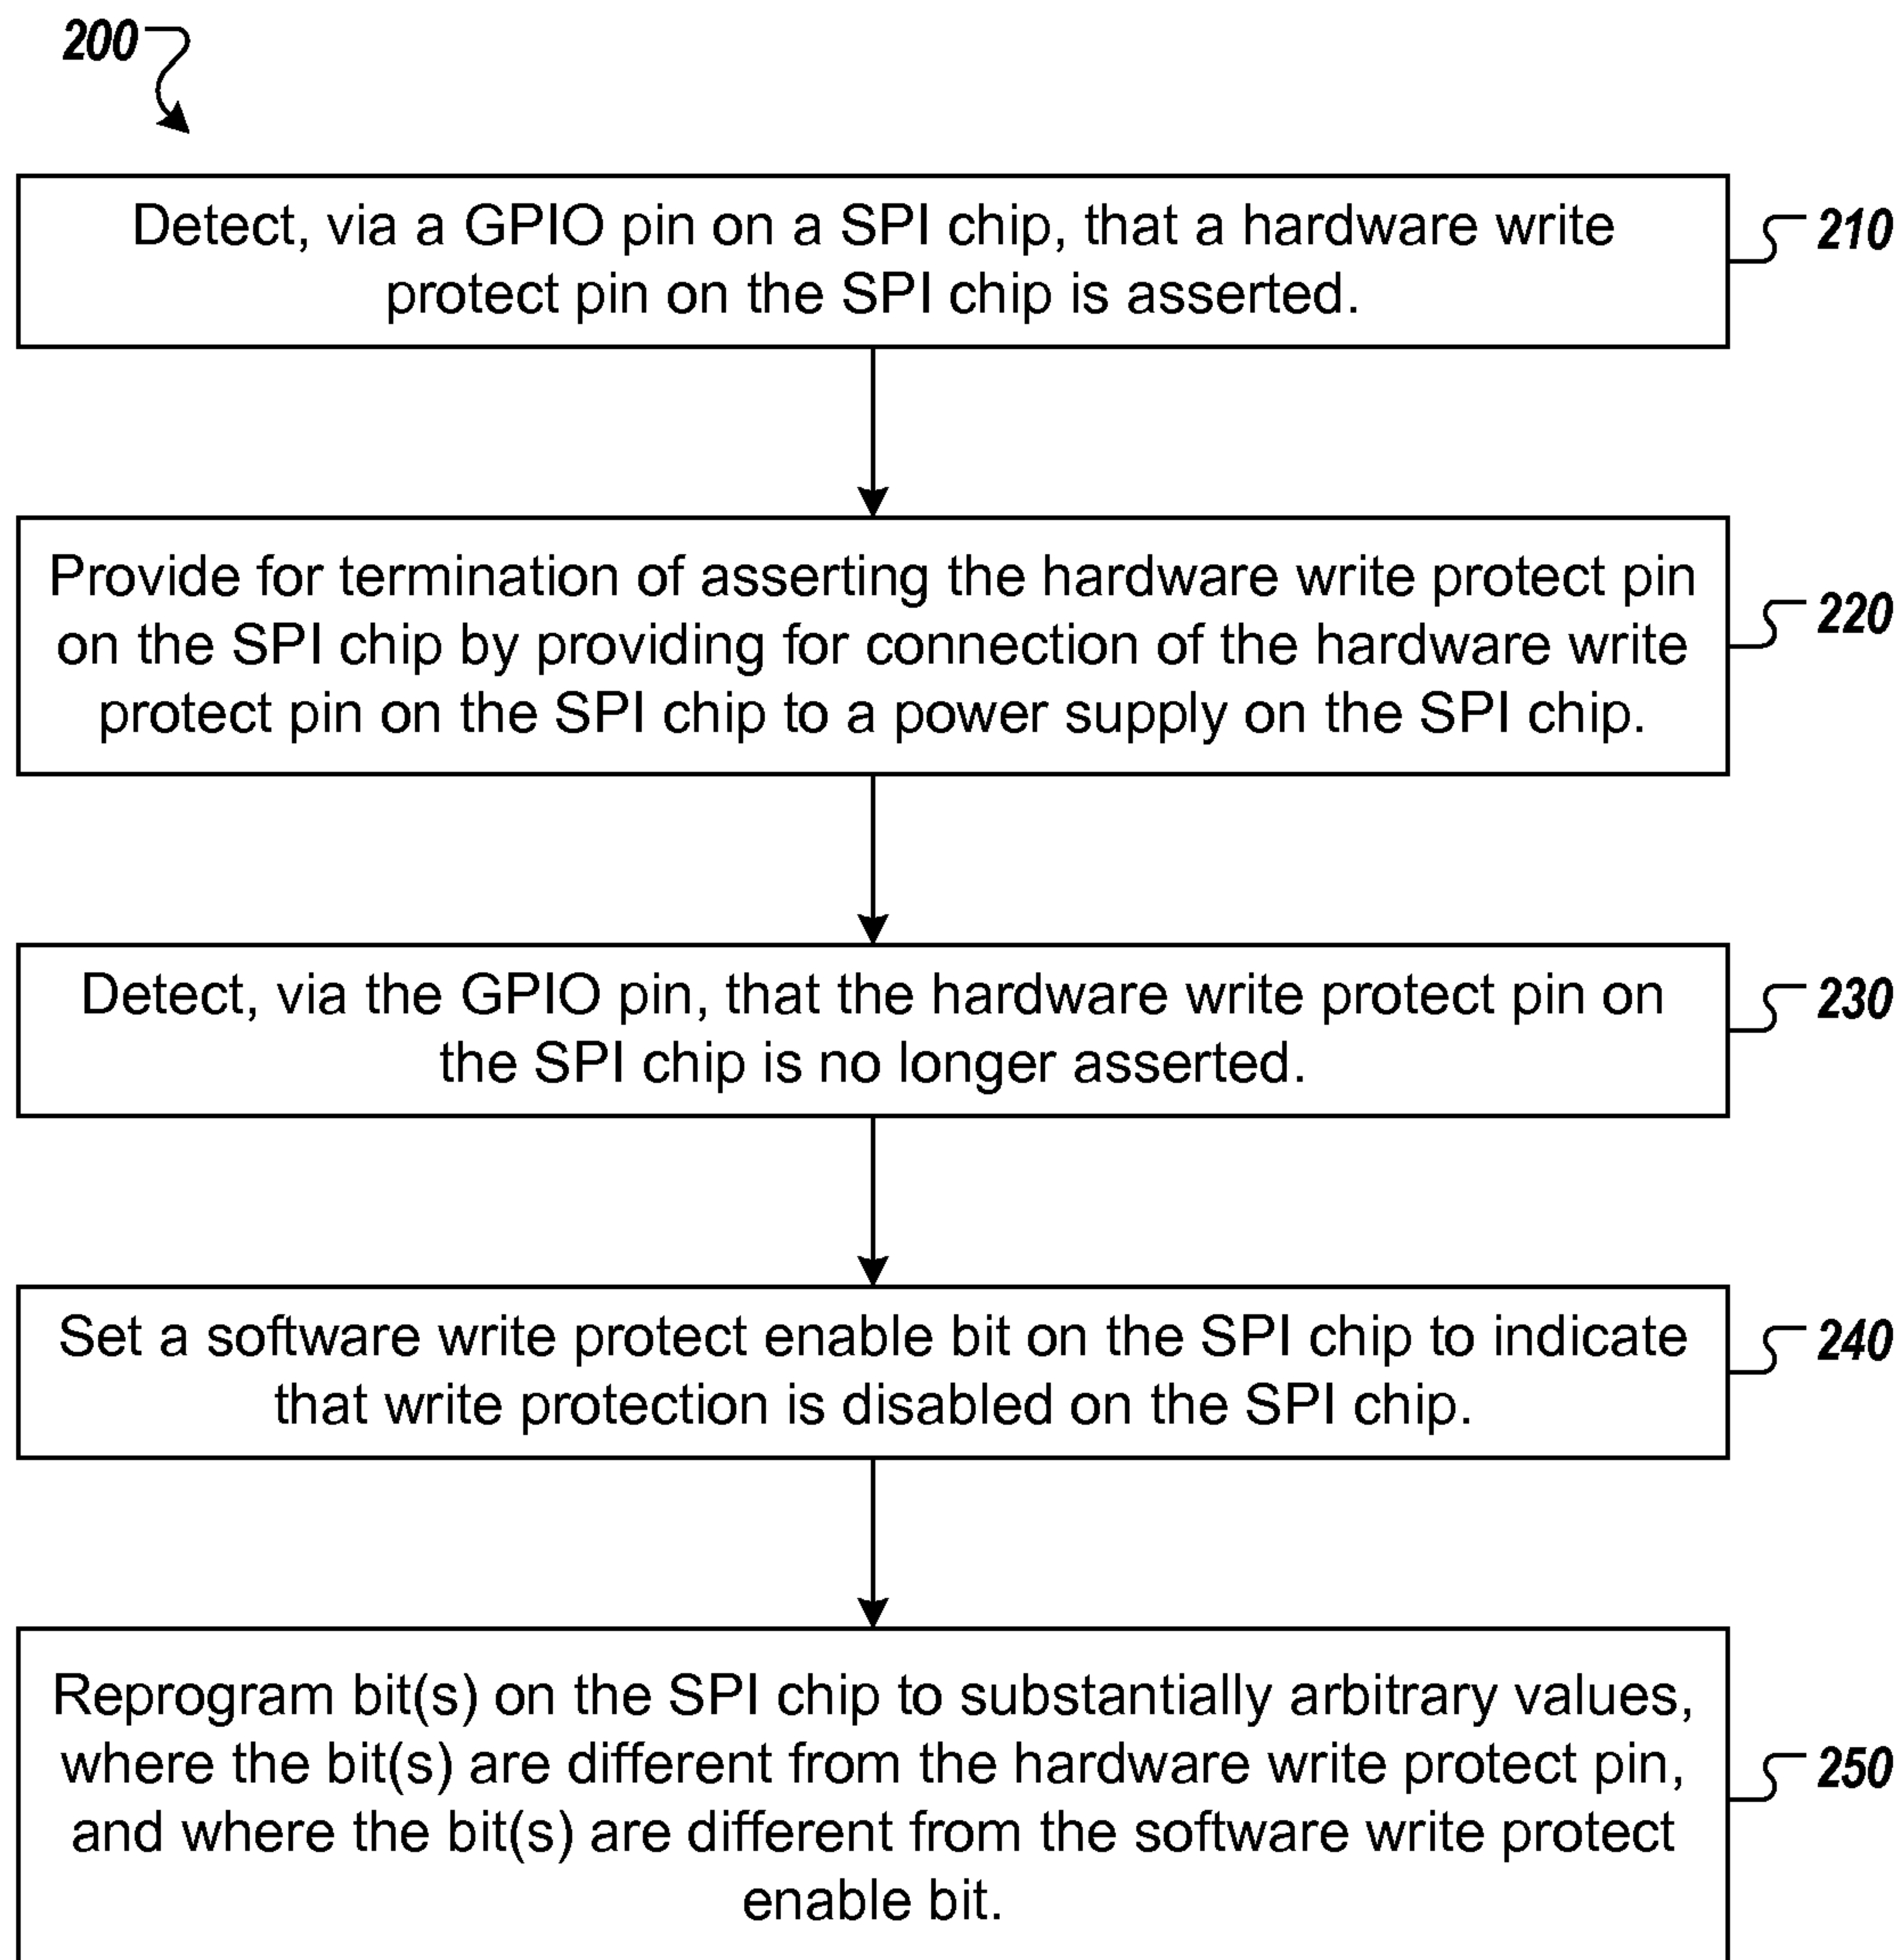 200
Detect, via a GPIO pin on a SPI chip, that a hardware write
protect pin on the SPI chip is asserted.
210
Provide for termination of asserting the hardware write protect pin
on the SPI chip by providing for connection of the hardware write
protect pin on the SPI chip to a power supply on the SPI chip.
220
Detect, via the GPIO pin, that the hardware write protect pin on
the SPI chip is no longer asserted.
230
Set a software write protect enable bit on the SPI chip to indicate
that write protection is disabled on the SPI chip.
240
Reprogram bit(s) on the SPI chip to substantially arbitrary values,
where the bit(s) are different from the hardware write protect pin,
and where the bit(s) are different from the software write protect
enable bit.
250